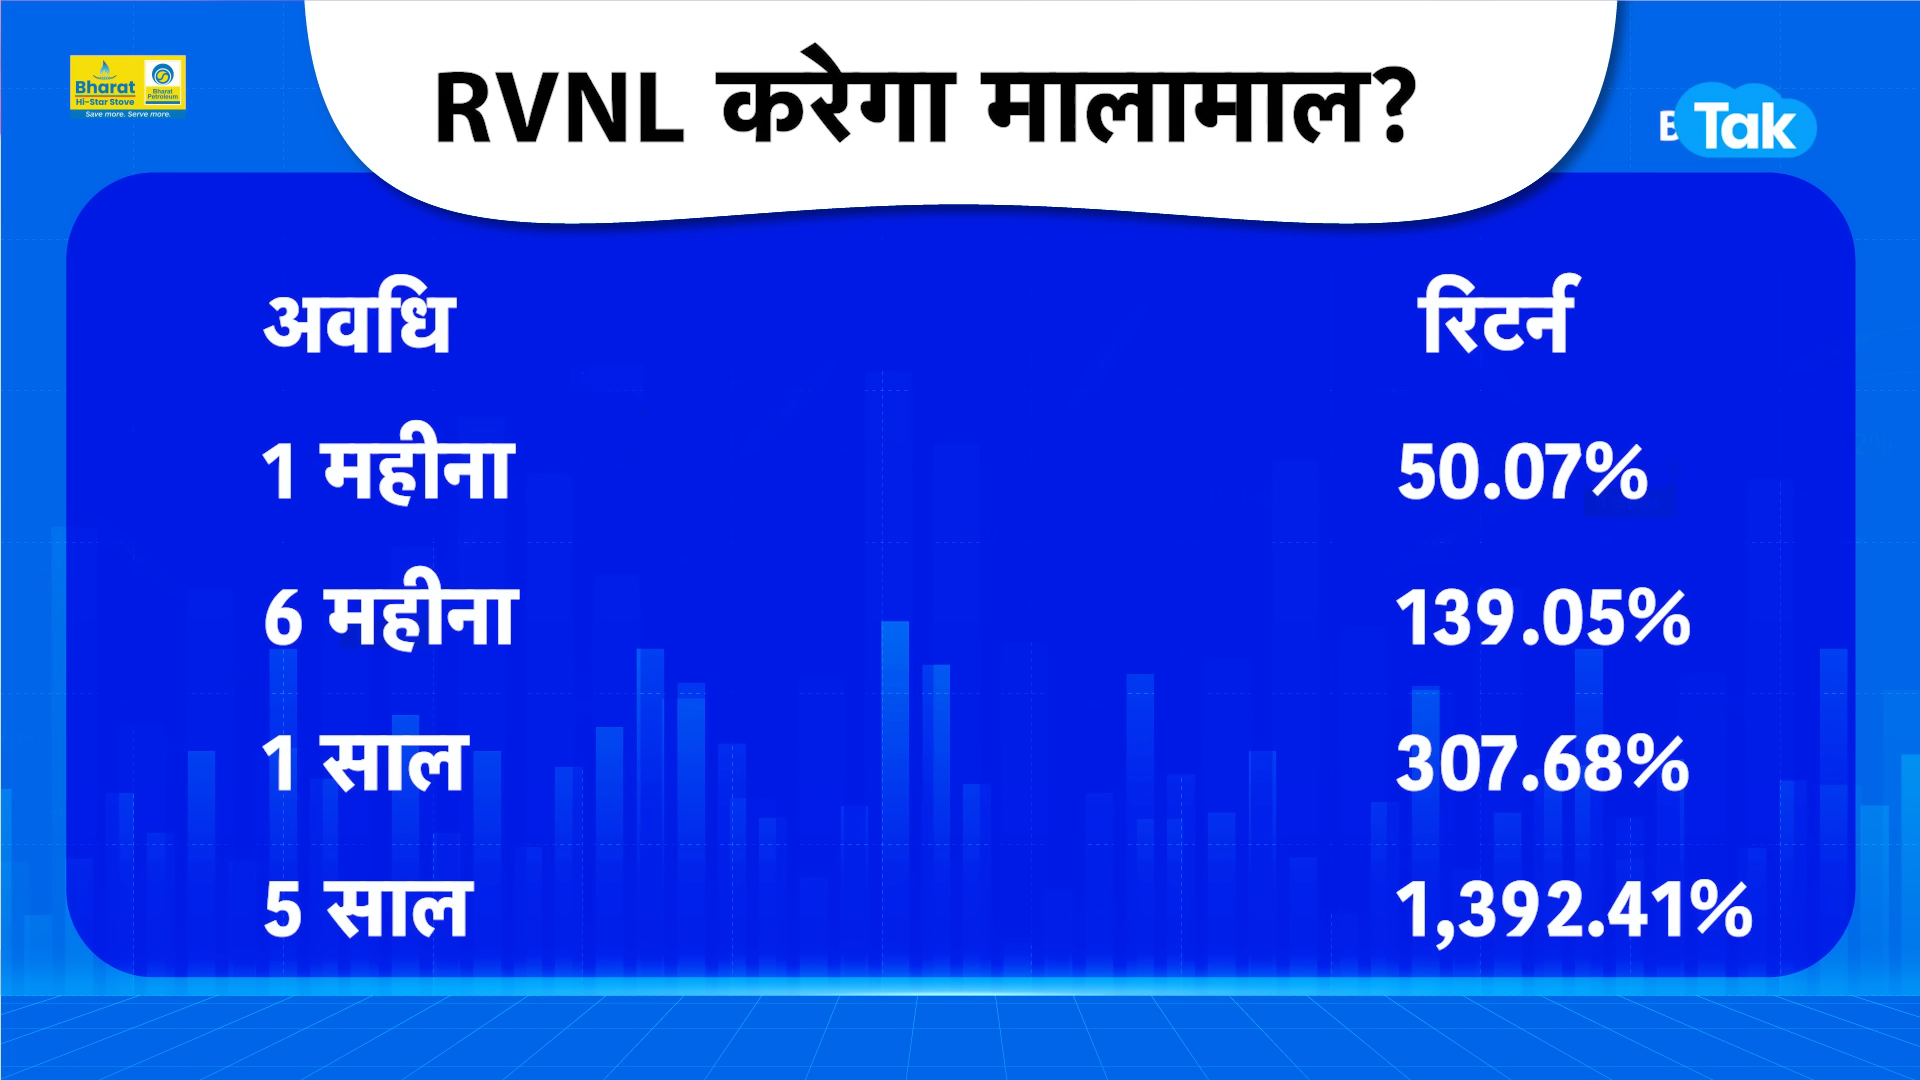 RVNL करेगा मालामाल?
Bharat
Hi-Star Stove
Bharat
Petroleum
Save more. Serve more.
Tak
अवधि रिटर्न
1 महीना 50.07%
6 महीना 139.05%
1 साल 307.68%
5 साल 1,392.41%